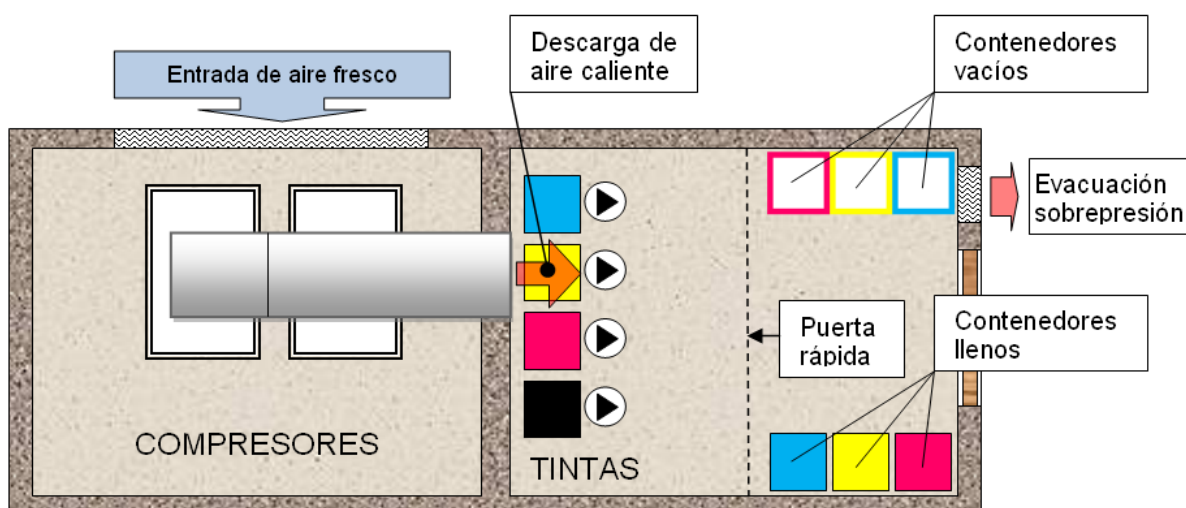 Entrada de aire fresco
Descarga de
aire caliente
Contenedores
vacíos
Evacuación
sobrepresión
Puerta
rápida
Contenedores
llenos
COMPRESORES
TINTAS